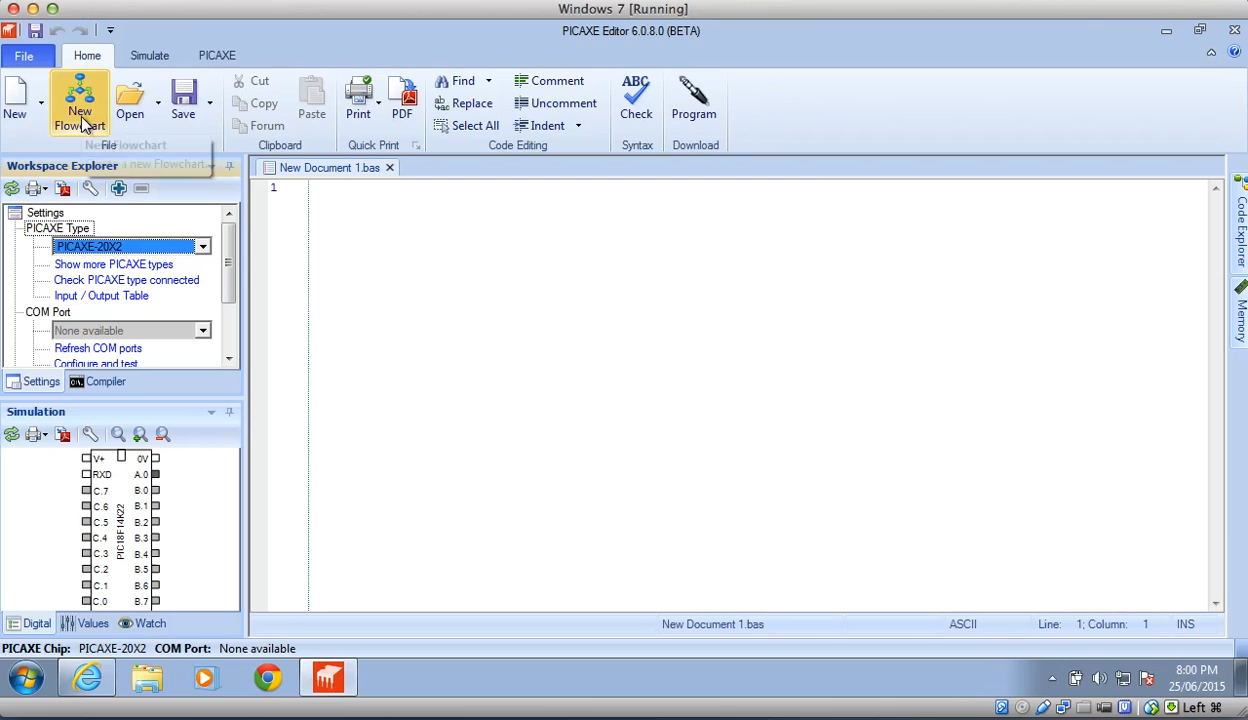 Windows 7 [Running]
PICAXE Editor 6.0.8.0 (BETA)
File
Home
Simulate
PICAXE
New
New Flowchart
Open
Save
File
Cut
Copy
Forum
Paste
Clipboard
Print
PDF
Quick Print
Find
Replace
Select All
Comment
Uncomment
Indent
Code Editing
ABC
Check
Syntax
Program
Download
a new Flowchart...
Workspace Explorer
New Document 1.bas
1
Settings
PICAXE Type
PICAXE-20X2
Show more PICAXE types
Check PICAXE type connected
Input / Output Table
COM Port
None available
Refresh COM ports
Configure and test
Settings
Compiler
Simulation
V+
0V
RXD
A.0
C.7
B.0
C.6
B.1
C.5
B.2
C.4
B.3
C.3
B.4
C.2
B.5
C.1
B.6
C.0
B.7
PIC18F14K22
Digital
Values
Watch
Code Explorer
Memory
New Document 1.bas
ASCII
Line: 1; Column: 1
INS
PICAXE Chip: PICAXE-20X2 COM Port: None available
8:00 PM
25/06/2015
Left ⌘